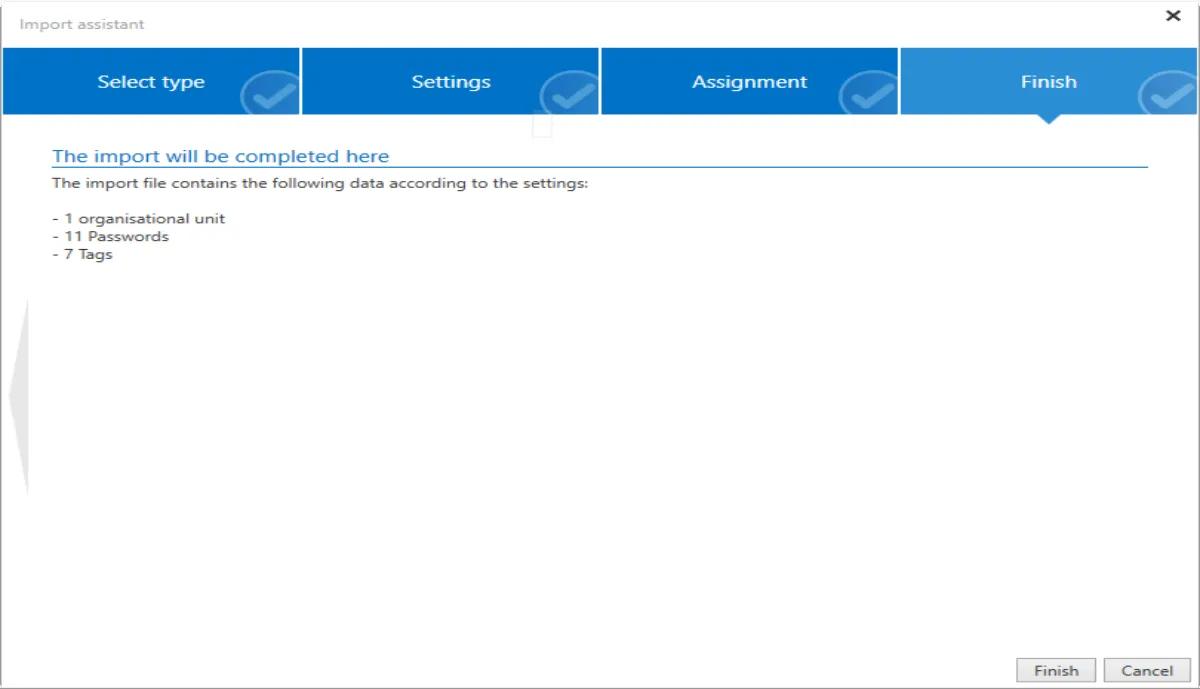 Import assistant
Select type
Settings
Assignment
Finish
The import will be completed here
The import file contains the following data according to the settings:
- 1 organisational unit
- 11 Passwords
- 7 Tags
Finish
Cancel